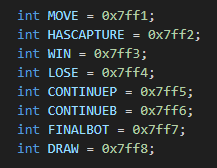 int MOVE = 0x7ff1;
int HASCAPTURE = 0x7ff2;
int WIN = 0x7ff3;
int LOSE = 0x7ff4;
int CONTINUEP = 0x7ff5;
int CONTINUEB = 0x7ff6;
int FINALBOT = 0x7ff7;
int DRAW = 0x7ff8;